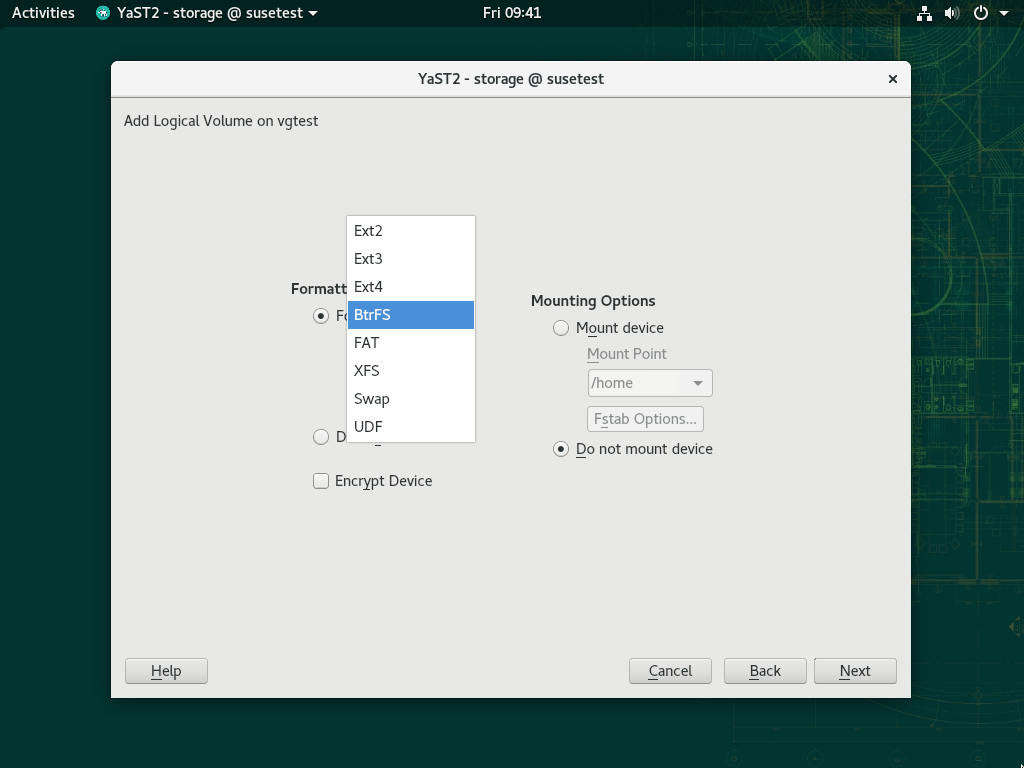 Activities YaST2 - storage @ susetest Fri 09:41
YaST2 - storage @ susetest
Add Logical Volume on vgtest
Ext2
Ext3
Ext4
BtrFS
FAT
XFS
Swap
UDF
Encrypt Device
Mounting Options
Mount device
Mount Point
/home
Fstab Options...
Do not mount device
Help Cancel Back Next